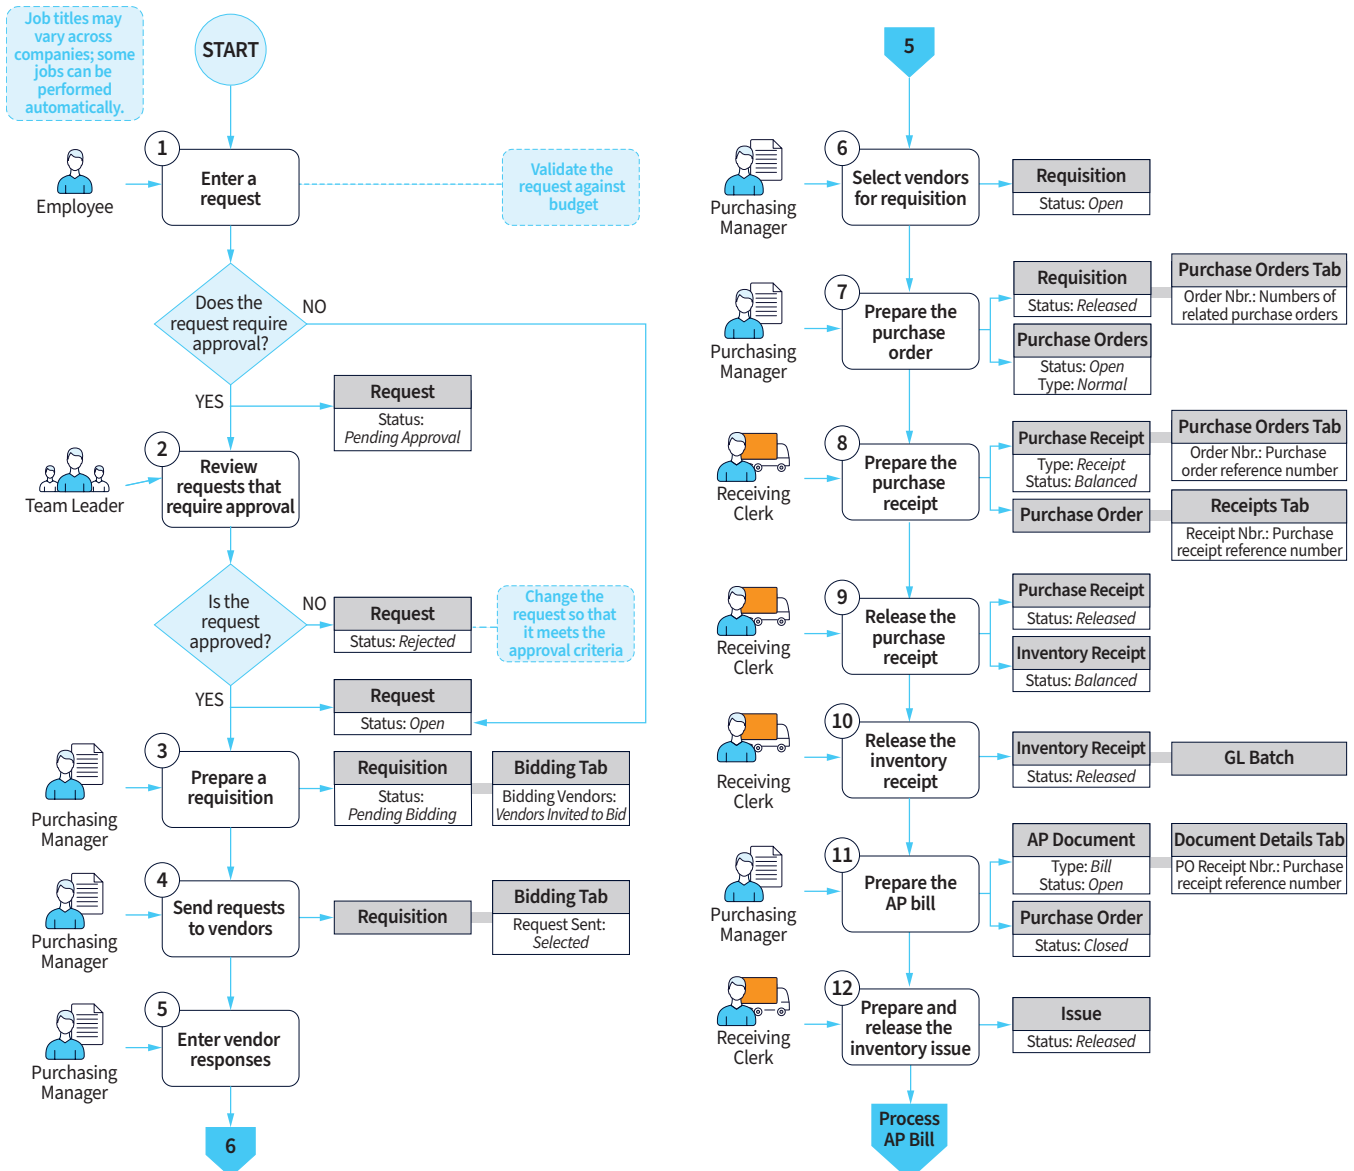 Job titles may
vary across
companies; some
jobs can be
performed
automatically.
START
1
Enter a
request
Employee
Validate the
request against
budget
Does the
request require
approval?
NO
YES
Request
Status:
Pending Approval
2
Review
requests that
require approval
Team Leader
Is the
request
approved?
NO
Request
Status: Rejected
Change the
request so that
it meets the
approval criteria
YES
Request
Status: Open
3
Prepare a
requisition
Purchasing
Manager
Requisition
Status:
Pending Bidding
Bidding Tab
Bidding Vendors:
Vendors Invited to Bid
4
Send requests
to vendors
Purchasing
Manager
Requisition
Bidding Tab
Request Sent:
Selected
5
Enter vendor
responses
Purchasing
Manager
6
5
6
Select vendors
for requisition
Purchasing
Manager
Requisition
Status: Open
7
Prepare the
purchase
order
Purchasing
Manager
Requisition
Status: Released
Purchase Orders Tab
Order Nbr.: Numbers of
related purchase orders
Purchase Orders
Status: Open
Type: Normal
8
Prepare the
purchase
receipt
Receiving
Clerk
Purchase Receipt
Type: Receipt
Status: Balanced
Purchase Orders Tab
Order Nbr.: Purchase
order reference number
Purchase Order
Receipts Tab
Receipt Nbr.: Purchase
receipt reference number
9
Release the
purchase
receipt
Receiving
Clerk
Purchase Receipt
Status: Released
Inventory Receipt
Status: Balanced
10
Release the
inventory
receipt
Receiving
Clerk
Inventory Receipt
Status: Released
GL Batch
11
Prepare the
AP bill
Purchasing
Manager
AP Document
Type: Bill
Status: Open
Document Details Tab
PO Receipt Nbr.: Purchase
receipt reference number
Purchase Order
Status: Closed
12
Prepare and
release the
inventory issue
Receiving
Clerk
Issue
Status: Released
Process
AP Bill